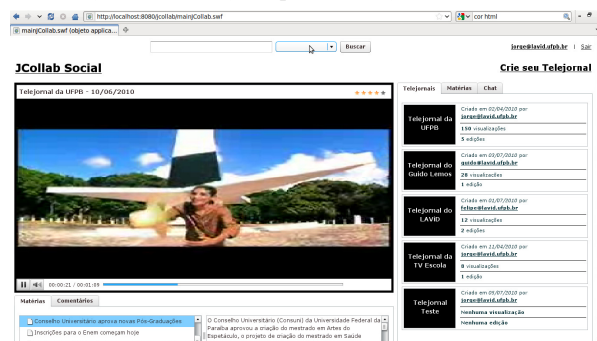 http://localhost:8080/jcollab/mainjCollab.swf
cor html
mainjCollab.swf (objeto applica...
Buscar
jorge@lavid.ufpb.br | Sair
JCollab Social
Crie seu Telejornal
Telejornal da UFPB - 10/06/2010
00:00:21 / 00:01:09
Matérias Comentários
Conselho Universitário aprova novas Pós-Graduações
Inscrições para o Enem começam hoje
O Conselho Universitário (Consuni) da Universidade Federal da
Paraíba aprovou a criação do mestrado em Artes do
Espetáculo, o projeto de criação do mestrado em Saúde
Telejornais Matérias Chat
Telejornal da
UFPB
Criado em 02/04/2010 por
jorge@lavid.ufpb.br
150 visualizações
5 edições
Telejornal do
Guido Lemos
Criado em 03/07/2010 por
guido@lavid.ufpb.br
28 visualizações
1 edição
Telejornal do
LAVID
Criado em 01/07/2010 por
felipe@lavid.ufpb.br
12 visualizações
2 edições
Telejornal da
TV Escola
Criado em 11/04/2010 por
jorge@lavid.ufpb.br
8 visualizações
1 edição
Telejornal
Teste
Criado em 05/07/2010 por
jorge@lavid.ufpb.br
Nenhuma visualização
Nenhuma edição